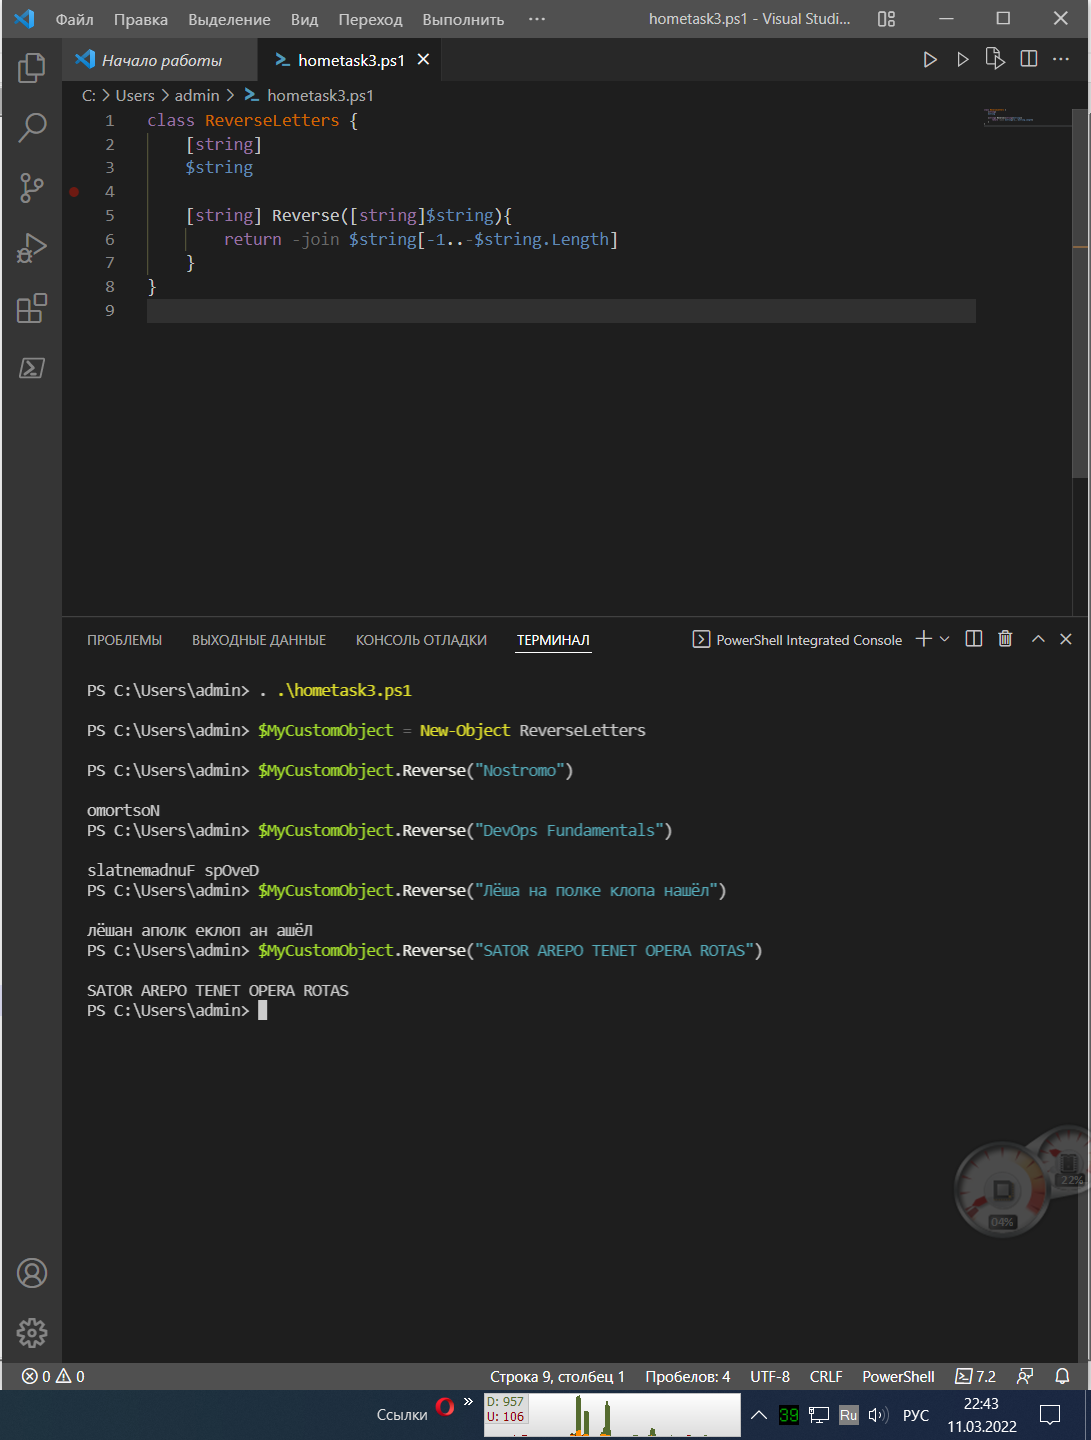 Файл Правка Выделение Вид Переход Выполнить ··· hometask3.ps1 - Visual Studi...
Начало работы hometask3.ps1
C: > Users > admin > hometask3.ps1
1 class ReverseLetters {
2 [string]
3 $string
4
5 [string] Reverse([string]$string){
6 return -join $string[-1..-$string.Length]
7 }
8 }
9
ПРОБЛЕМЫ ВЫХОДНЫЕ ДАННЫЕ КОНСОЛЬ ОТЛАДКИ ТЕРМИНАЛ PowerShell Integrated Console
PS C:\Users\admin> . .\hometask3.ps1
PS C:\Users\admin> $MyCustomObject = New-Object ReverseLetters
PS C:\Users\admin> $MyCustomObject.Reverse("Nostromo")
omortsoN
PS C:\Users\admin> $MyCustomObject.Reverse("DevOps Fundamentals")
slatnemadnuF spOveD
PS C:\Users\admin> $MyCustomObject.Reverse("Лёша на полке клопа нашёл")
лёшан аполк еклоп ан ашёЛ
PS C:\Users\admin> $MyCustomObject.Reverse("SATOR AREPO TENET OPERA ROTAS")
SATOR AREPO TENET OPERA ROTAS
PS C:\Users\admin>
22%
04%
0 0 Строка 9, столбец 1 Пробелов: 4 UTF-8 CRLF PowerShell 7.2
Ссылки » D: 957 39 Ru РУС 22:43
U: 106 11.03.2022